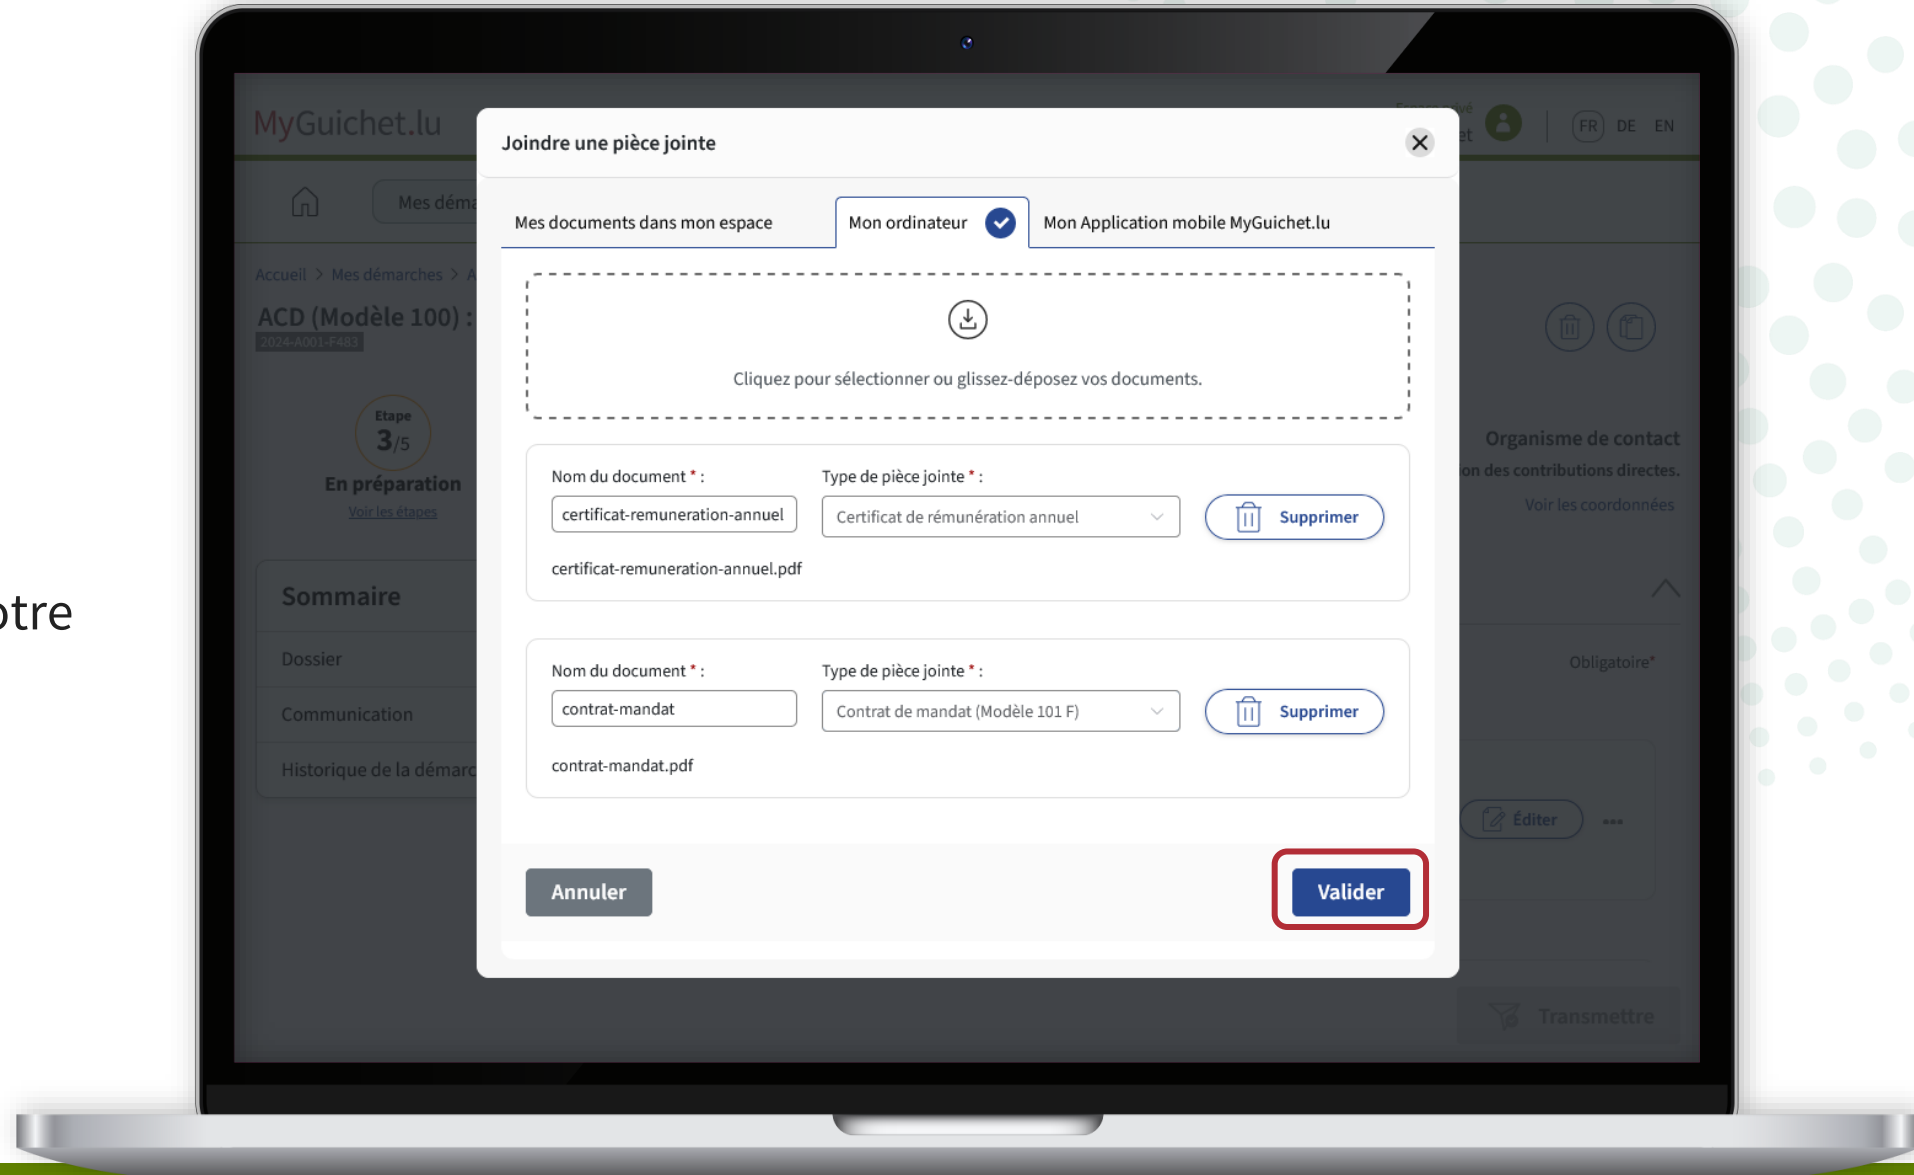 MyGuichet.lu
FR DE EN
Mes déma
Joindre une pièce jointe
Mes documents dans mon espace
Mon ordinateur
Mon Application mobile MyGuichet.lu
Cliquez pour sélectionner ou glissez-déposez vos documents.
Accueil > Mes démarches > A
ACD (Modèle 100) :
2024-A001-F483
Etape
3/5
En préparation
Voir les étapes
Nom du document * :
Type de pièce jointe * :
certificat-remuneration-annuel
Certificat de rémunération annuel
Supprimer
certificat-remuneration-annuel.pdf
Nom du document * :
Type de pièce jointe * :
contrat-mandat
Contrat de mandat (Modèle 101 F)
Supprimer
contrat-mandat.pdf
Annuler
Valider
Organisme de contact
on des contributions directes.
Voir les coordonnées
Sommaire
Dossier
Communication
Historique de la démarc
Obligatoire*
Éditer
Transmettre
otre